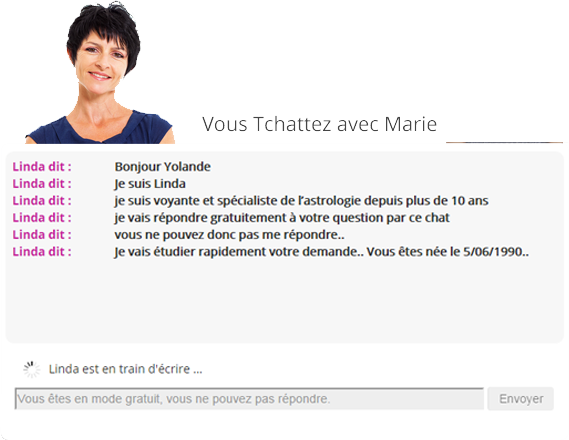 Vous Tchattez avec Marie
Linda dit : Bonjour Yolande
Linda dit : Je suis Linda
Linda dit : je suis voyante et spécialiste de l'astrologie depuis plus de 10 ans
Linda dit : je vais répondre gratuitement à votre question par ce chat
Linda dit : vous ne pouvez donc pas me répondre..
Linda dit : Je vais étudier rapidement votre demande.. Vous êtes née le 5/06/1990..
Linda est en train d'écrire ...
Vous êtes en mode gratuit, vous ne pouvez pas répondre. Envoyer